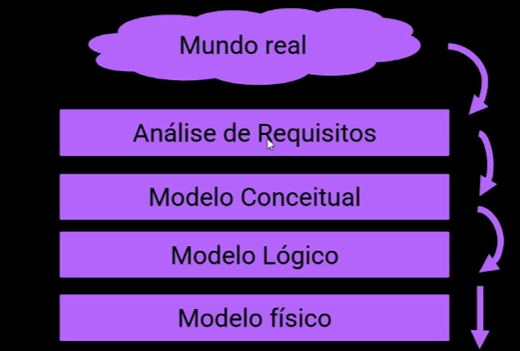 Mundo real
Análise de Requisitos
Modelo Conceitual
Modelo Lógico
Modelo físico